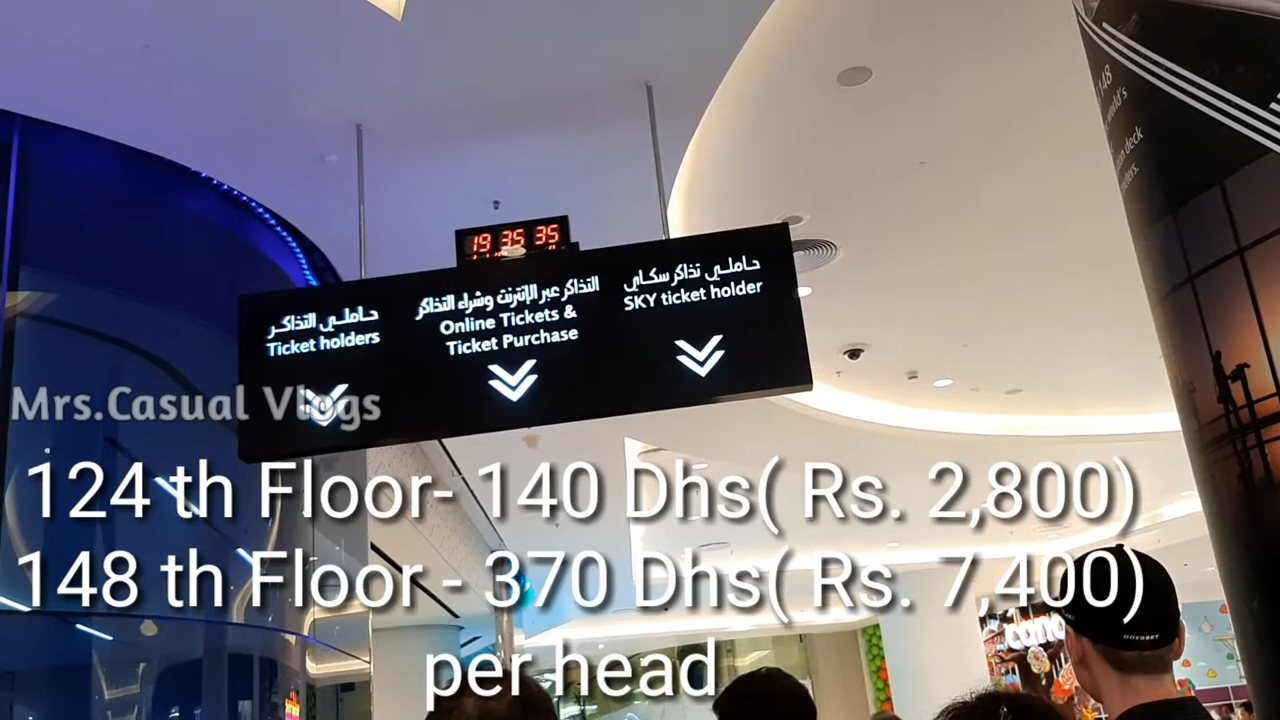 19 35 35
حاملي التذاكر
Ticket holders
التذاكر عبر الإنترنت وشراء التذاكر
Online Tickets &
Ticket Purchase
حاملي تذاكر سكاي
SKY ticket holder
148
world's
deck
Mrs.Casual Vlogs
124 th Floor- 140 Dhs( Rs. 2,800)
148 th Floor - 370 Dhs( Rs. 7,400)
per head
ODYSSEY